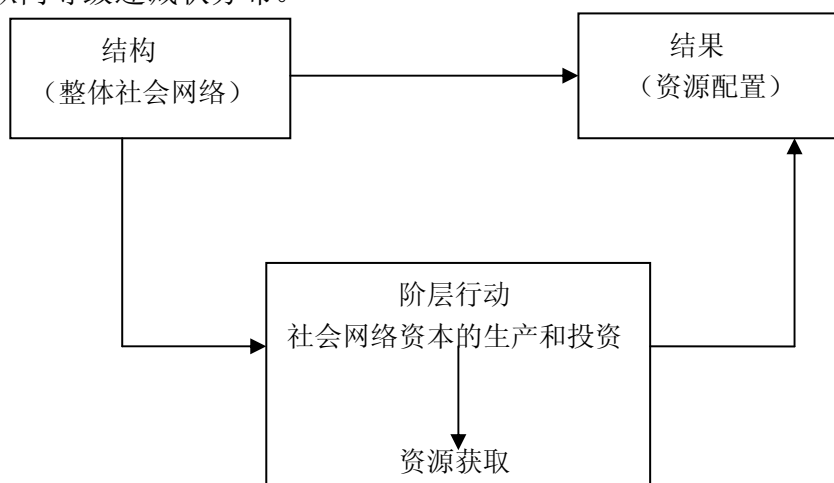 结构
（整体社会网络）
结果
（资源配置）
阶层行动
社会网络资本的生产和投资
资源获取